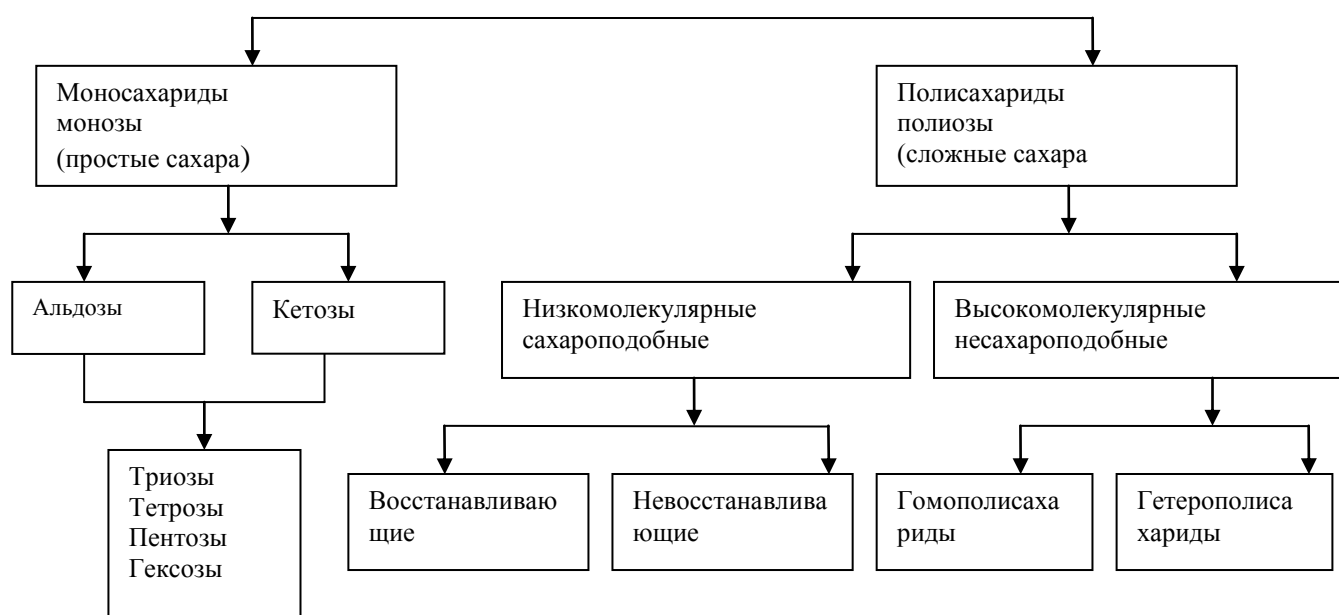 Моносахариды
монозы
(простые сахара)
Полисахариды
полиозы
(сложные сахара
Альдозы
Кетозы
Низкомолекулярные
сахароподобные
Высокомолекулярные
несахароподобные
Триозы
Тетрозы
Пентозы
Гексозы
Восстанавливаю
щие
Невосстанавлива
ющие
Гомополисаха
риды
Гетерополиса
хариды